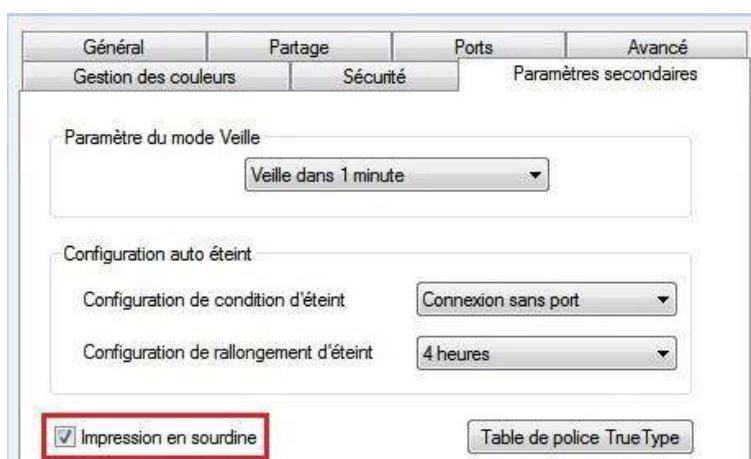 Général Partage Ports Avancé
Gestion des couleurs Sécurité Paramètres secondaires
Paramètre du mode Veille
Veille dans 1 minute
Configuration auto éteint
Configuration de condition d'éteint Connexion sans port
Configuration de rallongement d'éteint 4 heures
Impression en sourdine Table de police TrueType